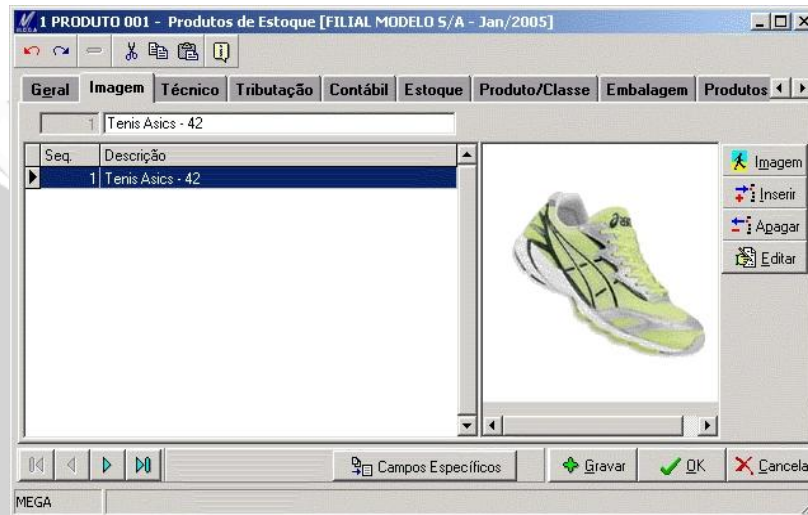 MEGA 1 PRODUTO 001 - Produtos de Estoque [FILIAL MODELO S/A - Jan/2005]
Geral Imagem Técnico Tributação Contábil Estoque Produto/Classe Embalagem Produtos
1 Tenis Asics - 42
Seq. Descrição
1 Tenis Asics - 42
Imagem
Inserir
Apagar
Editar
asics
Campos Específicos Gravar OK Cancela
MEGA